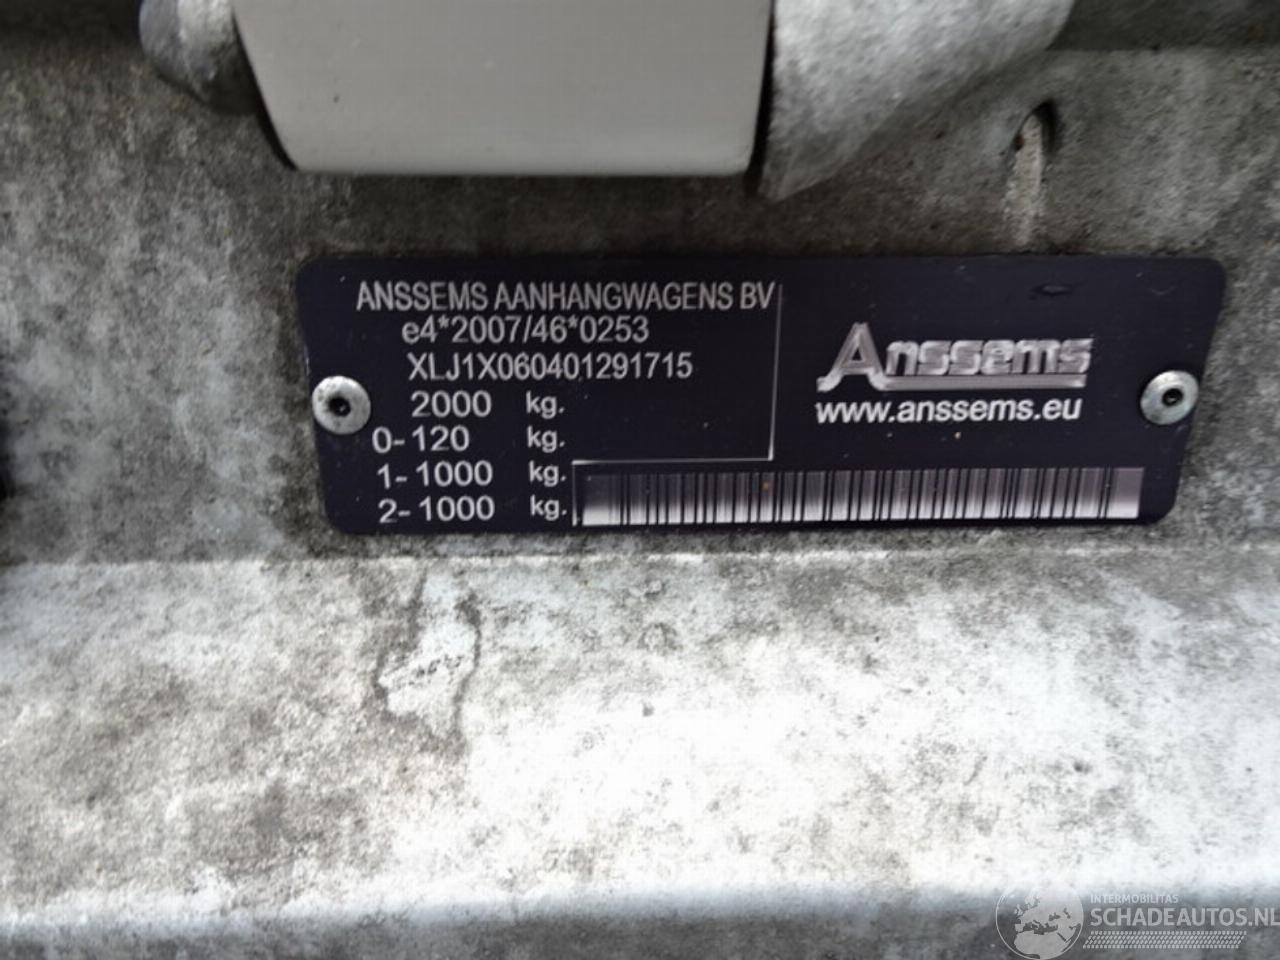 ANSSEMS AANHANGWAGENS BV
e4*2007/46*0253
XLJ1X060401291715
2000 kg.
0-120 kg.
1-1000 kg.
2-1000 kg.
Anssems
www.anssems.eu
INTERMOBILITAS
SCHADEAUTOS.NL